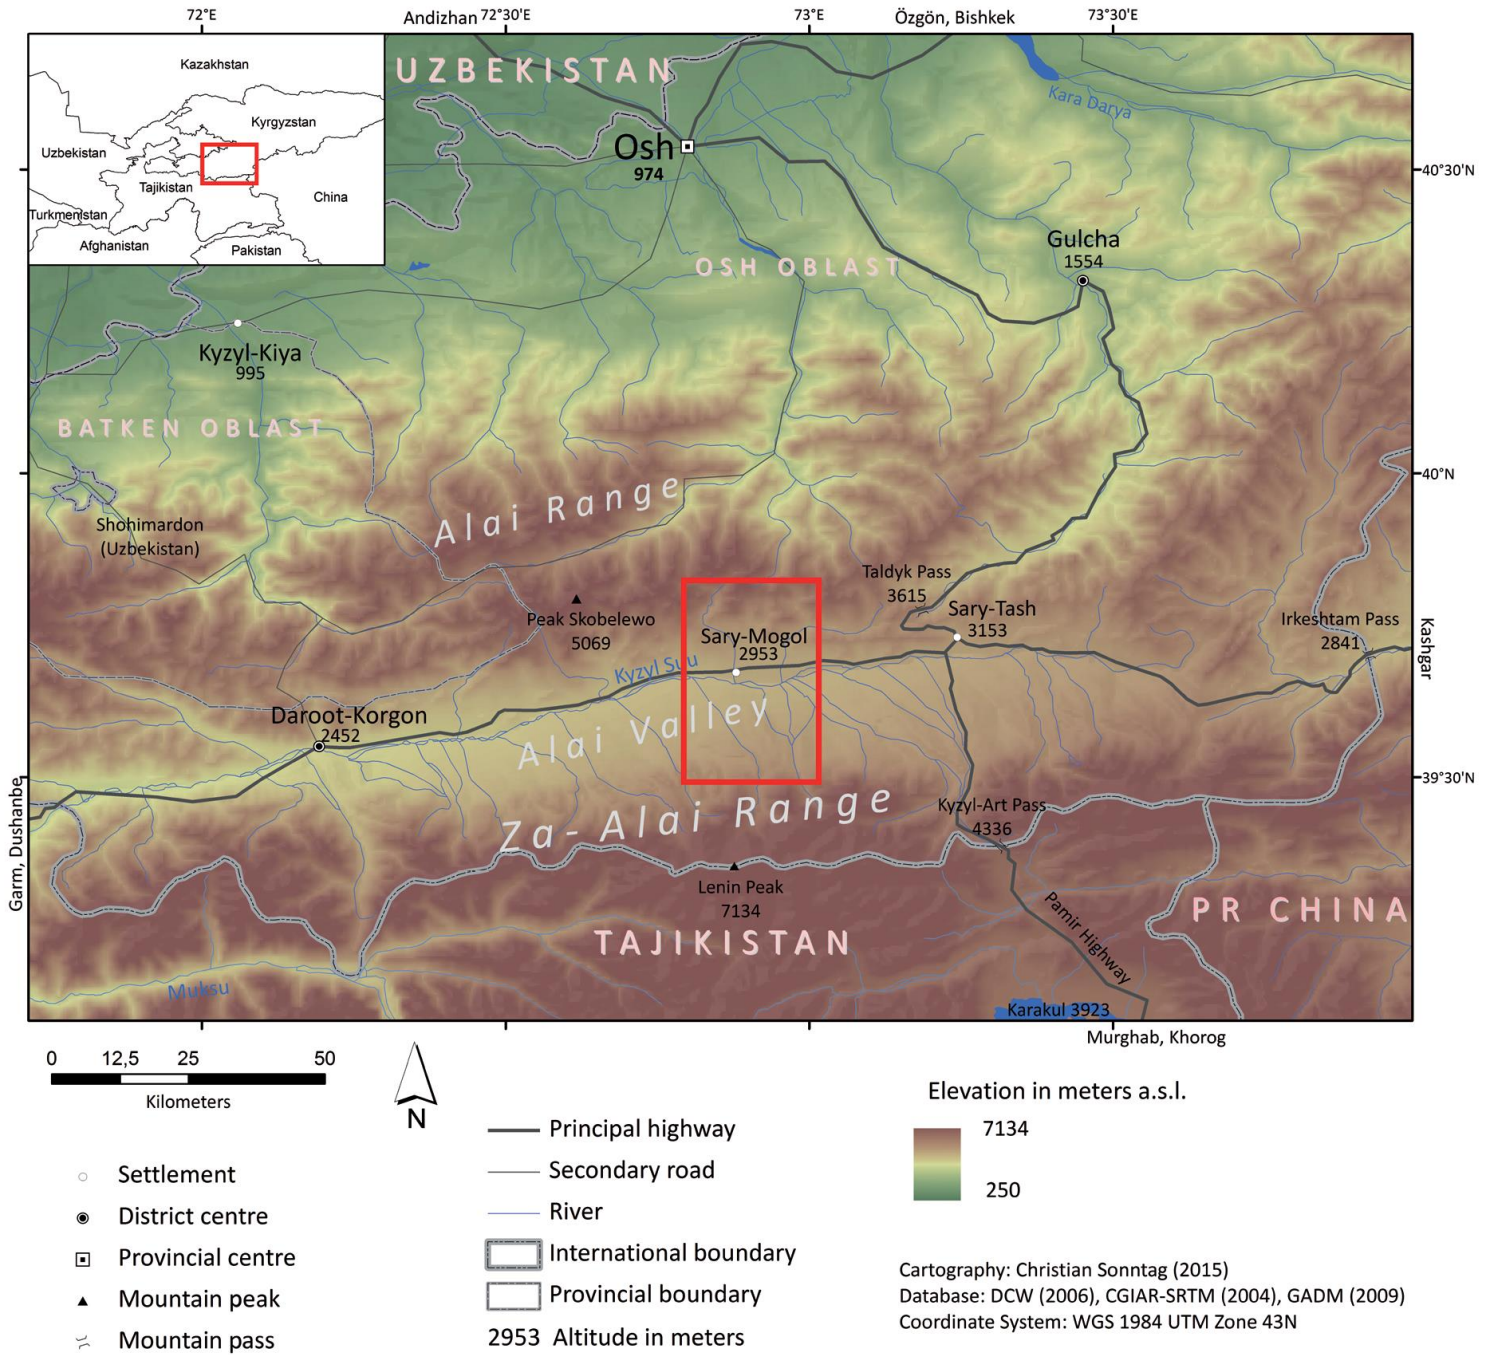 72°E
Andizhan
72°30'E
73°E
Özgön, Bishkek
73°30'E
Kazakhstan
Kyrgyzstan
Uzbekistan
Tajikistan
China
Turkmenistan
Afghanistan
Pakistan
UZBEKISTAN
Kara Darya
Osh
974
40°30'N
Gulcha
1554
OSH OBLAST
Kyzyl-Kiya
995
BATKEN OBLAST
40°N
Alai Range
Shohimardon
(Uzbekistan)
Taldyk Pass
3615
Sary-Tash
3153
Peak Skobelewo
5069
Sary-Mogol
2953
Irkeshtam Pass
2841
Kashgar
Kyzyl Suu
Daroot-Korgon
2452
Alai Valley
39°30'N
Za-Alai Range
Kyzyl-Art Pass
4336
Garm, Dushanbe
Lenin Peak
7134
PR CHINA
TAJIKISTAN
Pamir Highway
Muksu
Karakul 3923
Murghab, Khorog
0 12,5 25 50
Kilometers
N
Elevation in meters a.s.l.
7134
250
Settlement
District centre
Provincial centre
Mountain peak
Mountain pass
Principal highway
Secondary road
River
International boundary
Provincial boundary
2953 Altitude in meters
Cartography: Christian Sonntag (2015)
Database: DCW (2006), CGIAR-SRTM (2004), GADM (2009)
Coordinate System: WGS 1984 UTM Zone 43N